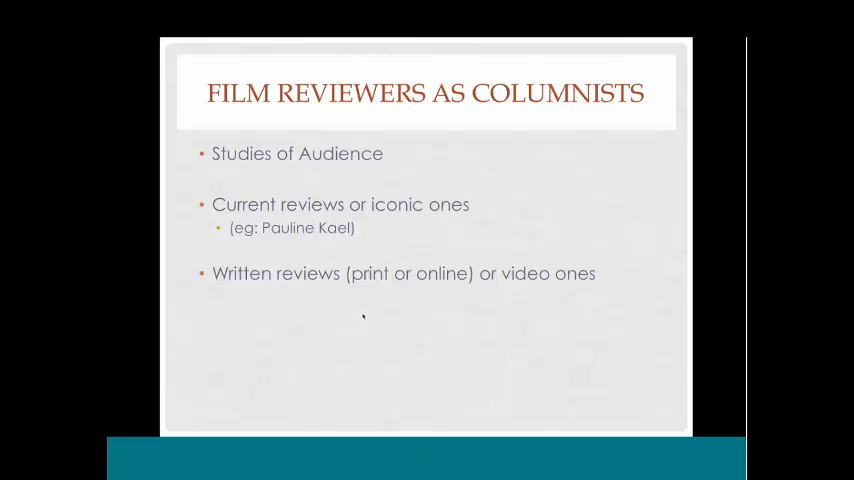 FILM REVIEWERS AS COLUMNISTS
• Studies of Audience
• Current reviews or iconic ones
• (eg: Pauline Kael)
• Written reviews (print or online) or video ones